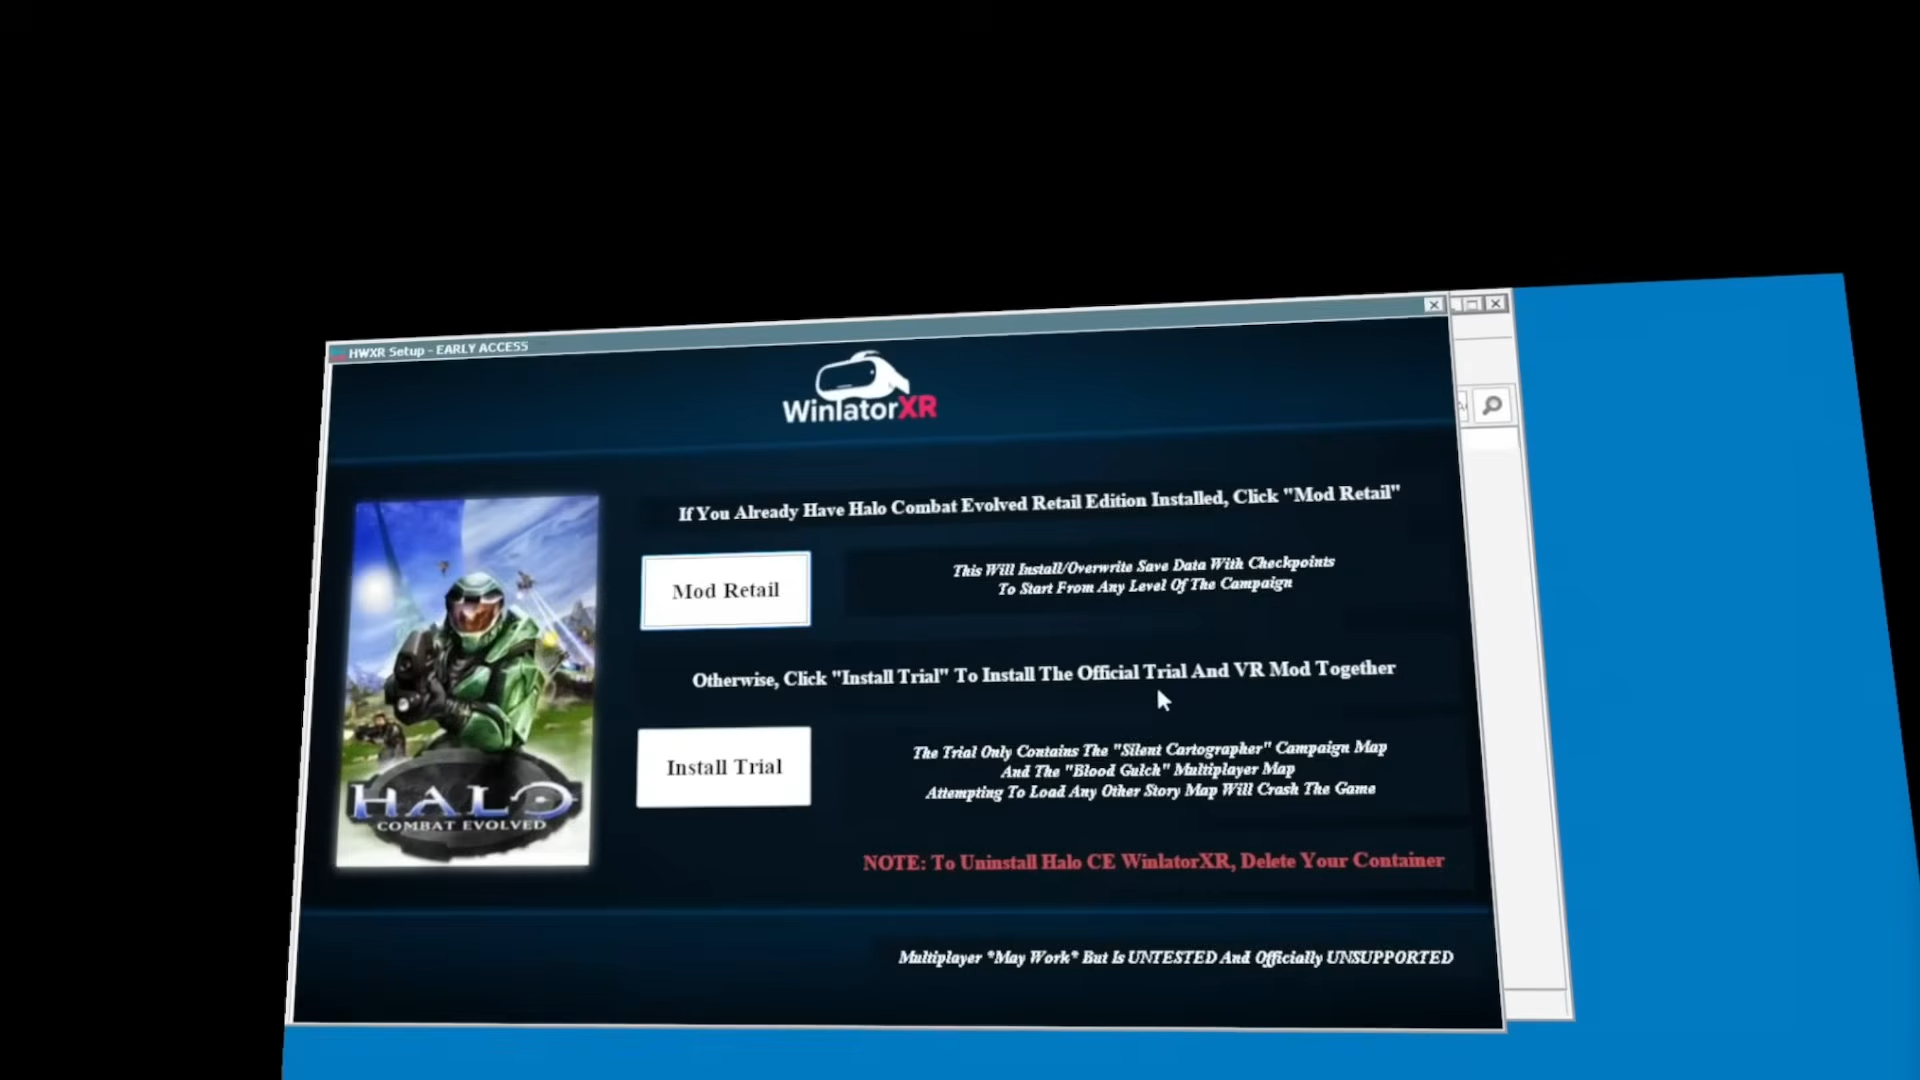 HWXR Setup - EARLY ACCESS
WinlatorXR
If You Already Have Halo Combat Evolved Retail Edition Installed, Click "Mod Retail"
Mod Retail
This Will Install/Overwrite Save Data With Checkpoints
To Start From Any Level Of The Campaign
Otherwise, Click "Install Trial" To Install The Official Trial And VR Mod Together
Install Trial
The Trial Only Contains The "Silent Cartographer" Campaign Map
And The "Blood Gulch" Multiplayer Map
Attempting To Load Any Other Story Map Will Crash The Game
HALO
COMBAT EVOLVED
NOTE: To Uninstall Halo CE WinlatorXR, Delete Your Container
Multiplayer *May Work* But Is UNTESTED And Officially UNSUPPORTED